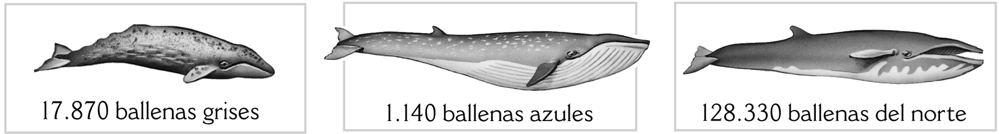 17.870 ballenas grises
1.140 ballenas azules
128.330 ballenas del norte